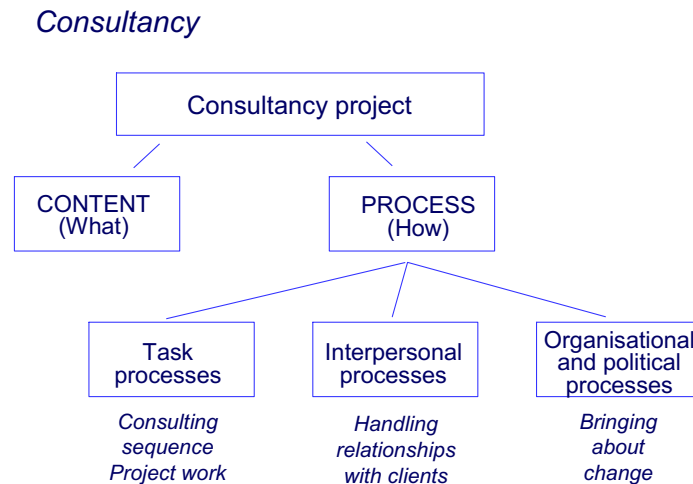 Consultancy
Consultancy project
CONTENT
(What)
PROCESS
(How)
Task
processes
Interpersonal
processes
Organisational
and political
processes
Consulting
sequence
Project work
Handling
relationships
with clients
Bringing
about
change